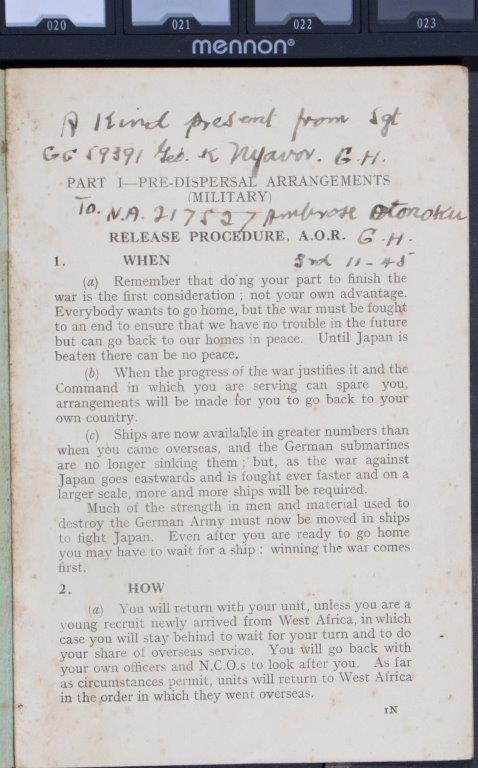 020 021 022 023
mennon®
A Kind present from Sgt
GC 59391 Geo. K Nyavor. G.H.
PART I—PRE-DISPERSAL ARRANGEMENTS
(MILITARY)
To. N.A. 217527 Ambrose Otoroku
RELEASE PROCEDURE, A.O.R. G.H.
1. WHEN 3rd 11-45
(a) Remember that do'ng your part to finish the
war is the first consideration ; not your own advantage.
Everybody wants to go home, but the war must be fought
to an end to ensure that we have no trouble in the future
but can go back to our homes in peace. Until Japan is
beaten there can be no peace.
(b) When the progress of the war justifies it and the
Command in which you are serving can spare you,
arrangements will be made for you to go back to your
own country.
(c) Ships are now available in greater numbers than
when you came overseas, and the German submarines
are no longer sinking them ; but, as the war against
Japan goes eastwards and is fought ever faster and on a
larger scale, more and more ships will be required.
Much of the strength in men and material used to
destroy the German Army must now be moved in ships
to fight Japan. Even after you are ready to go home
you may have to wait for a ship : winning the war comes
first.
2. HOW
(a) You will return with your unit, unless you are a
young recruit newly arrived from West Africa, in which
case you will stay behind to wait for your turn and to do
your share of overseas service. You will go back with
your own officers and N.C.O.s to look after you. As far
as circumstances permit, units will return to West Africa
in the order in which they went overseas.
1N